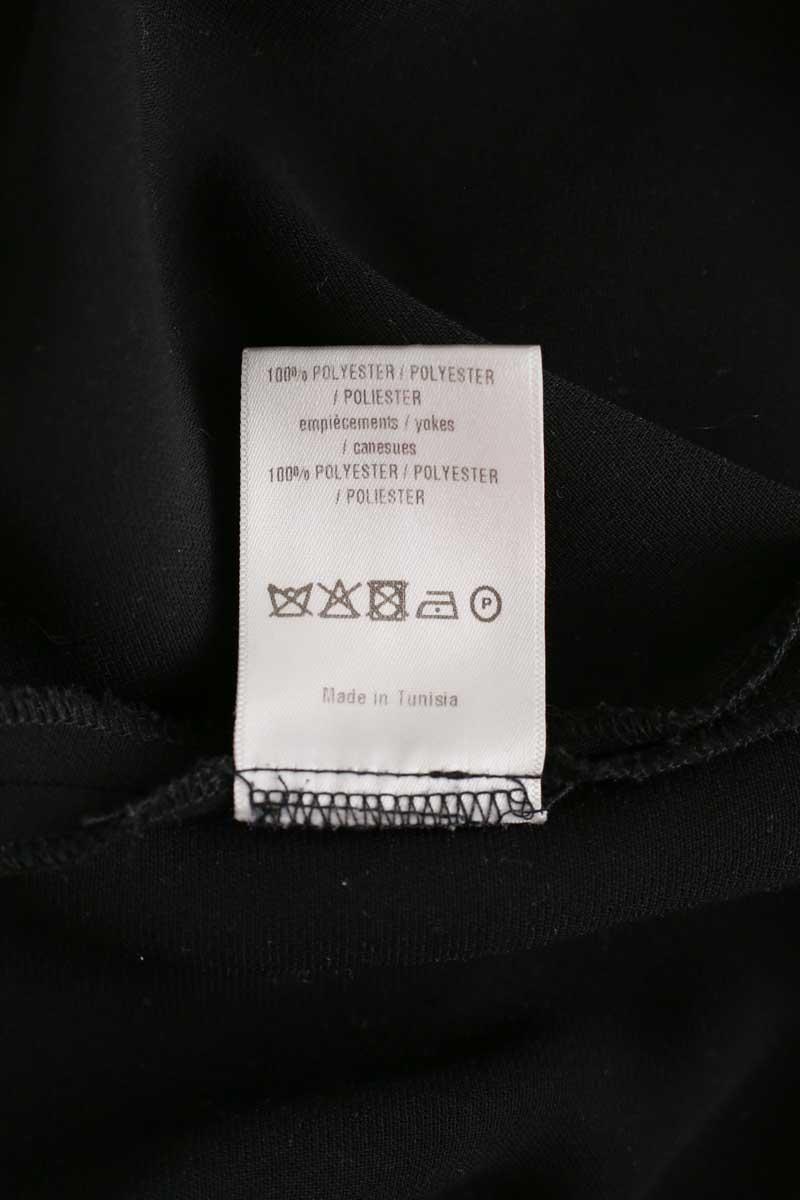 100% POLYESTER / POLYESTER
/ POLIESTER
empiècements / yokes
/ canesues
100% POLYESTER / POLYESTER
/ POLIESTER
P
Made in Tunisia